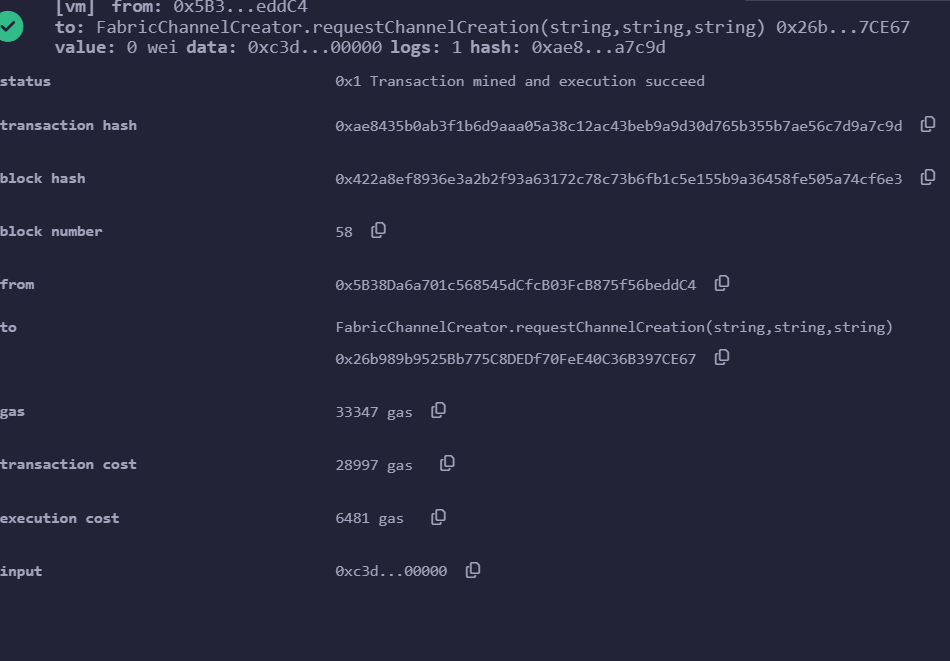 [vm] from: 0x5B3...eddC4
to: FabricChannelCreator.requestChannelCreation(string,string,string) 0x26b...7CE67
value: 0 wei data: 0xc3d...00000 logs: 1 hash: 0xae8...a7c9d
status 0x1 Transaction mined and execution succeed
transaction hash 0xae8435b0ab3f1b6d9aaa05a38c12ac43beb9a9d30d765b355b7ae56c7d9a7c9d
block hash 0x422a8ef8936e3a2b2f93a63172c78c73b6fb1c5e155b9a36458fe505a74cf6e3
block number 58
from 0x5B38Da6a701c568545dCfcB03FcB875f56beddC4
to FabricChannelCreator.requestChannelCreation(string,string,string)
0x26b989b9525Bb775C8DEDf70FeE40C36B397CE67
gas 33347 gas
transaction cost 28997 gas
execution cost 6481 gas
input 0xc3d...00000